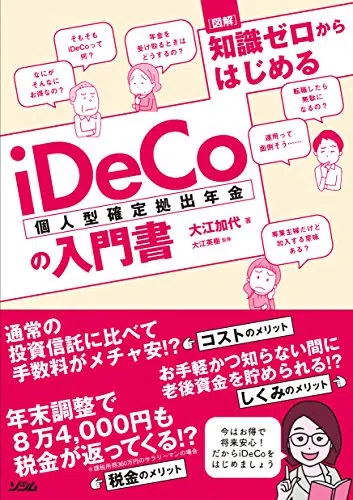 ［図解］
知識ゼロから
はじめる
そもそも
iDeCoって
何？
年金を
受け取るときは
どうするの？
なにが
そんなに
お得なの？
転職したら
無駄に
なるの？
運用って
面倒そう……
iDeCo
個人型確定拠出年金
の入門書
大江加代 著
大江英樹 監修
専業主婦だけど
加入する意味
ある？
通常の
投資信託に比べて
手数料がメチャ安!?
コストのメリット
お手軽かつ知らない間に
老後資金を貯められる!?
しくみのメリット
年末調整で
8万4,000円も
税金が返ってくる!?
※課税所得360万円のサラリーマンの場合
税金のメリット
今はお得で
将来安心！
だからiDeCoを
はじめましょう
ソシム